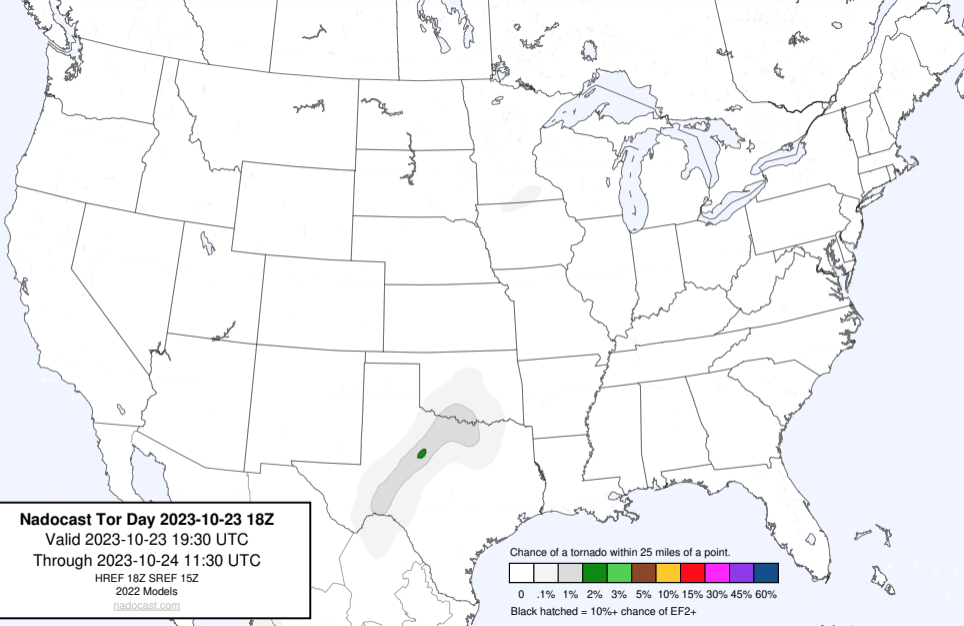 Nadocast Tor Day 2023-10-23 18Z
Valid 2023-10-23 19:30 UTC
Through 2023-10-24 11:30 UTC
HREF 18Z SREF 15Z
2022 Models
nadocast.com
Chance of a tornado within 25 miles of a point.
0 .1% 1% 2% 3% 5% 10% 15% 30% 45% 60%
Black hatched = 10%+ chance of EF2+